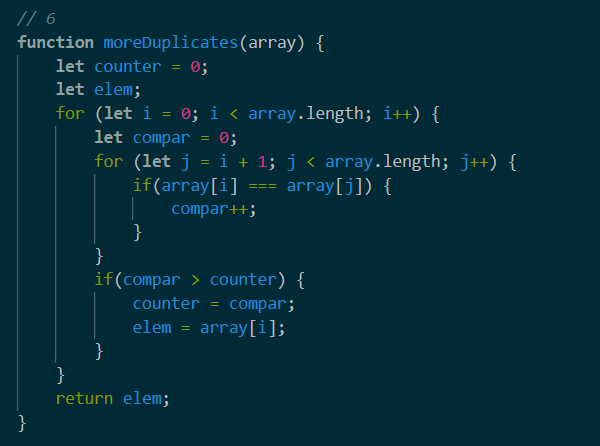 // 6
function moreDuplicates(array) {
    let counter = 0;
    let elem;
    for (let i = 0; i < array.length; i++) {
        let compar = 0;
        for (let j = i + 1; j < array.length; j++) {
            if(array[i] === array[j]) {
                compar++;
            }
        }
        if(compar > counter) {
            counter = compar;
            elem = array[i];
        }
    }
    return elem;
}